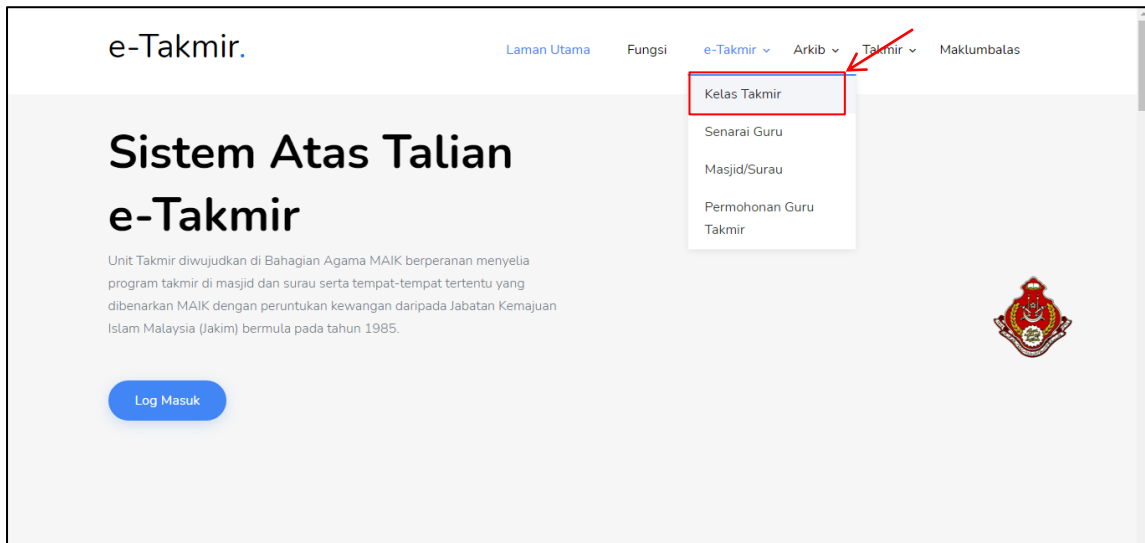 e-Takmir.
Laman Utama Fungsi e-Takmir Arkib Takmir Maklumbalas
Kelas Takmir
Senarai Guru
Masjid/Surau
Permohonan Guru
Takmir
Sistem Atas Talian
e-Takmir
Unit Takmir diwujudkan di Bahagian Agama MAIK berperanan menyelia
program takmir di masjid dan surau serta tempat-tempat tertentu yang
dibenarkan MAIK dengan peruntukan kewangan daripada Jabatan Kemajuan
Islam Malaysia (Jakim) bermula pada tahun 1985.
Log Masuk